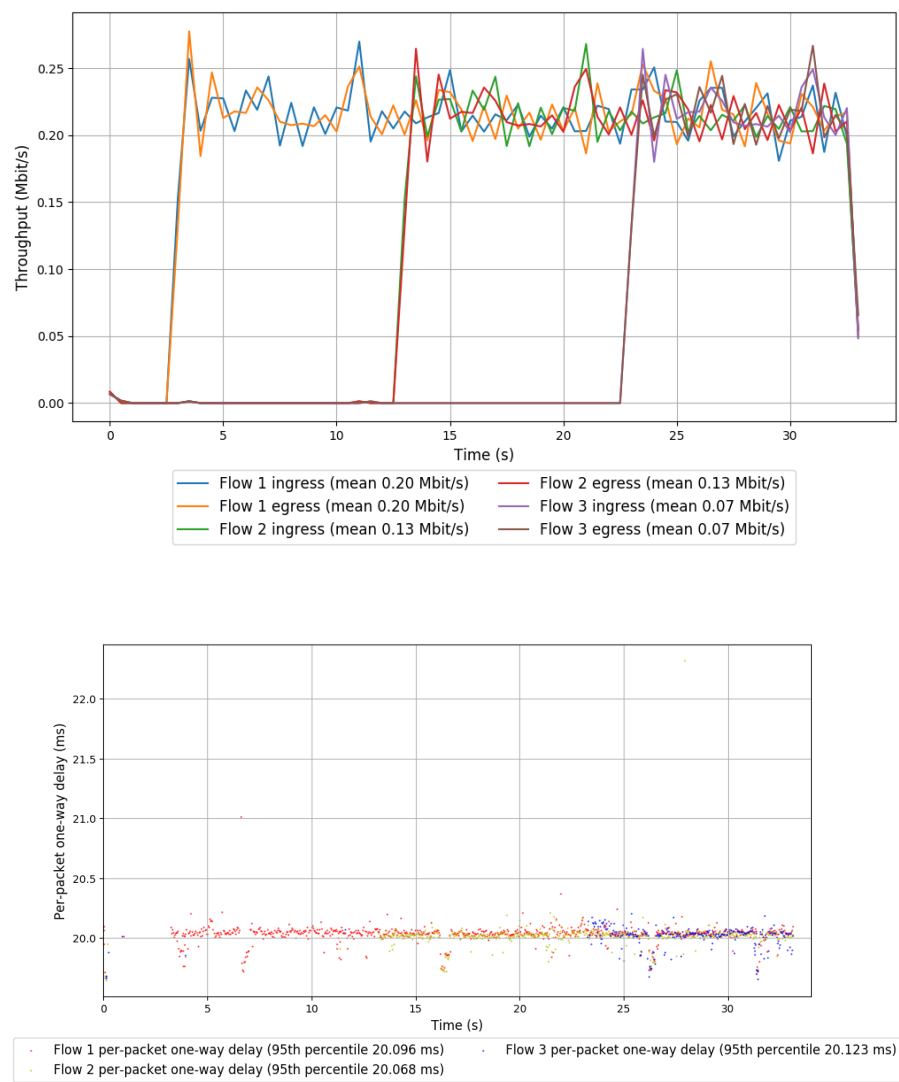 0.25
0.20
0.15
0.10
0.05
0.00
Throughput (Mbit/s)
0 5 10 15 20 25 30
Time (s)
Flow 1 ingress (mean 0.20 Mbit/s) Flow 2 egress (mean 0.13 Mbit/s)
Flow 1 egress (mean 0.20 Mbit/s) Flow 3 ingress (mean 0.07 Mbit/s)
Flow 2 ingress (mean 0.13 Mbit/s) Flow 3 egress (mean 0.07 Mbit/s)
22.0
21.5
21.0
20.5
20.0
Per-packet one-way delay (ms)
0 5 10 15 20 25 30
Time (s)
Flow 1 per-packet one-way delay (95th percentile 20.096 ms) Flow 3 per-packet one-way delay (95th percentile 20.123 ms)
Flow 2 per-packet one-way delay (95th percentile 20.068 ms)